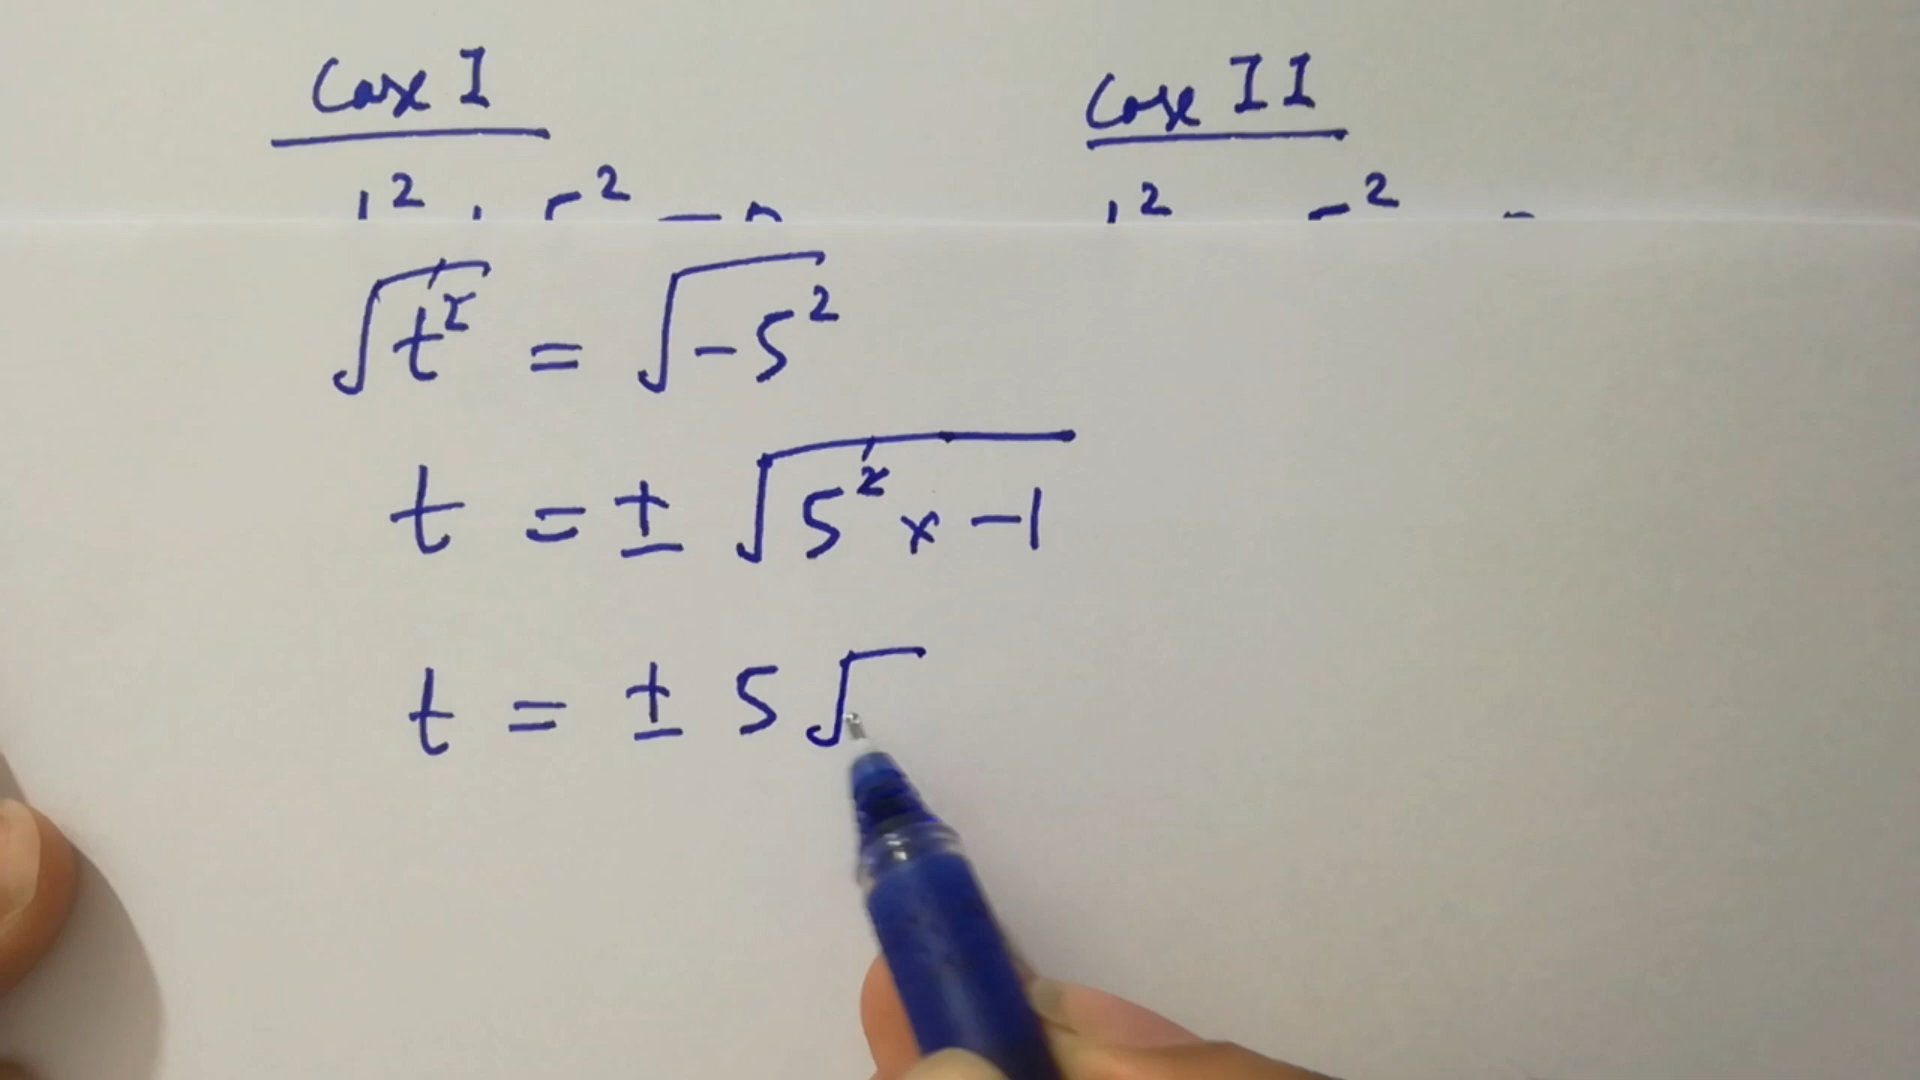 Case I Case II
√t² = √-5²
t = ± √5² x -1
t = ± 5 √